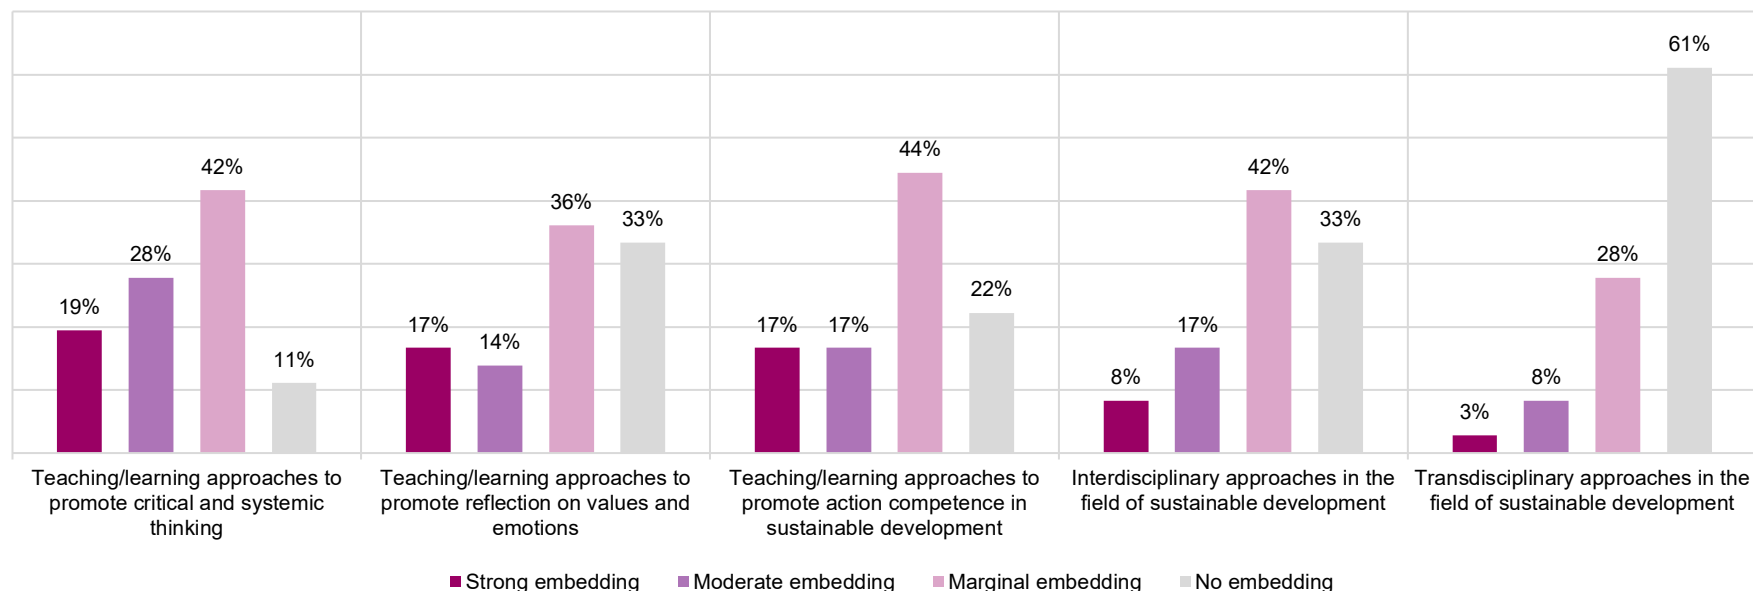 61%
44%
42%
42%
36%
33%
33%
28%
28%
22%
19%
17%
17%
17%
17%
14%
11%
8%
8%
3%
Teaching/learning approaches to
promote critical and systemic
thinking
Teaching/learning approaches to
promote reflection on values and
emotions
Teaching/learning approaches to
promote action competence in
sustainable development
Interdisciplinary approaches in the
field of sustainable development
Transdisciplinary approaches in the
field of sustainable development
Strong embedding
Moderate embedding
Marginal embedding
No embedding